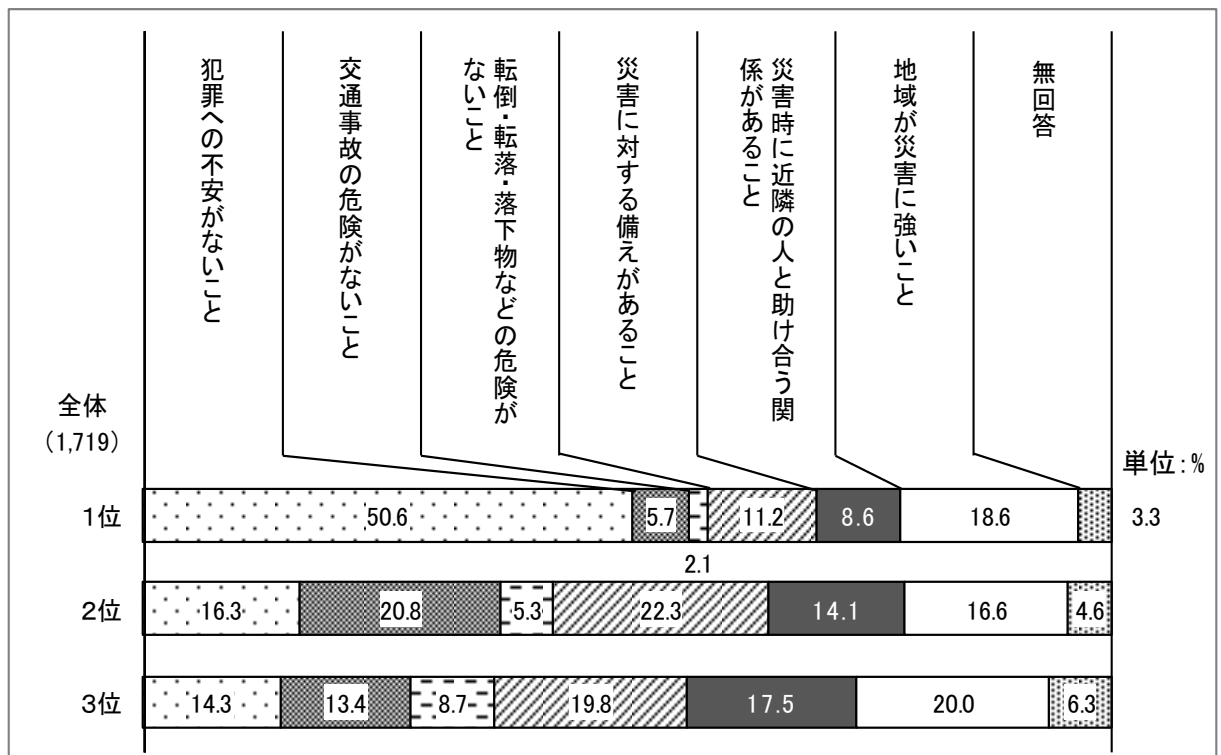 犯罪への不安がないこと
交通事故の危険がないこと
転倒・転落・落下物などの危険が
ないこと
災害に対する備えがあること
災害時に近隣の人と助け合う関
係があること
地域が災害に強いこと
無回答
全体
(1,719)
単位:%
1位 50.6 5.7 11.2 8.6 18.6 3.3
2.1
2位 16.3 20.8 5.3 22.3 14.1 16.6 4.6
3位 14.3 13.4 8.7 19.8 17.5 20.0 6.3